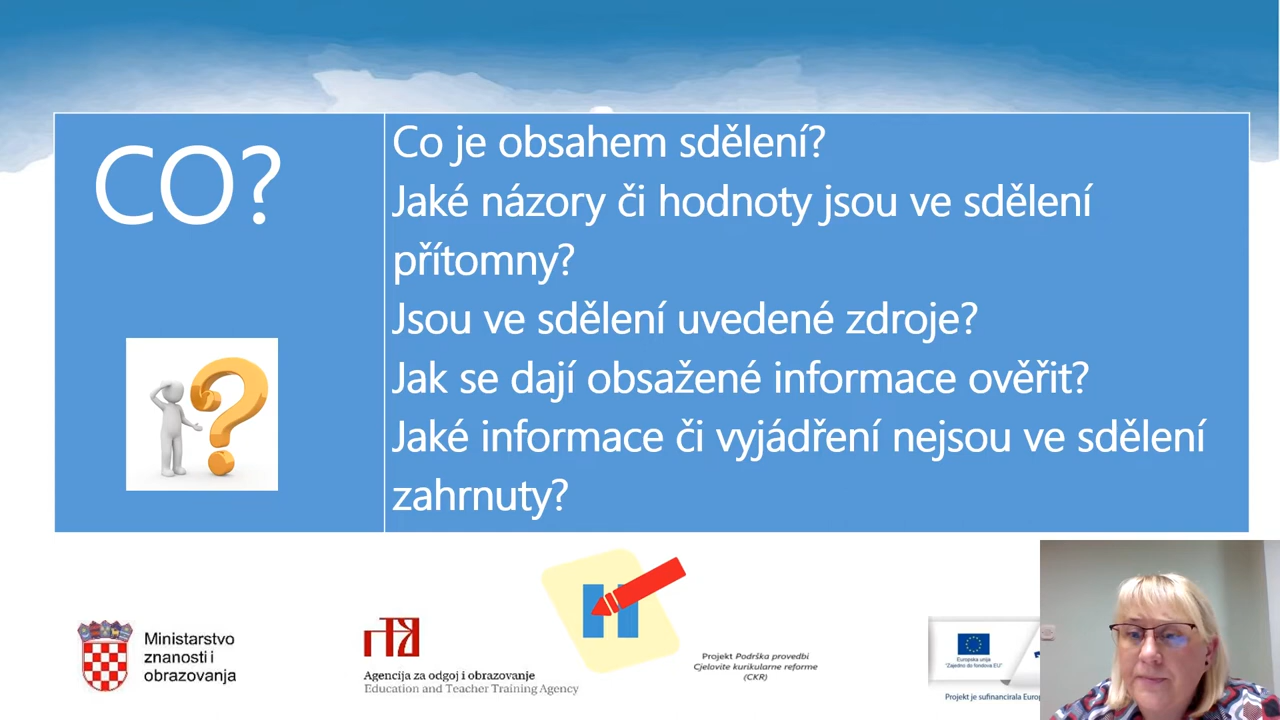 CO?
Co je obsahem sdělení?
Jaké názory či hodnoty jsou ve sdělení
přítomny?
Jsou ve sdělení uvedené zdroje?
Jak se dají obsažené informace ověřit?
Jaké informace či vyjádření nejsou ve sdělení
zahrnuty?
Ministarstvo
znanosti i
obrazovanja
Agencija za odgoj i obrazovanje
Education and Teacher Training Agency
Projekt Podrška provedbi
Cjelovite kurikularne reforme
(CKR)
Europska unija
"Zajedno do fondova EU"
Projekt je sufinancirala